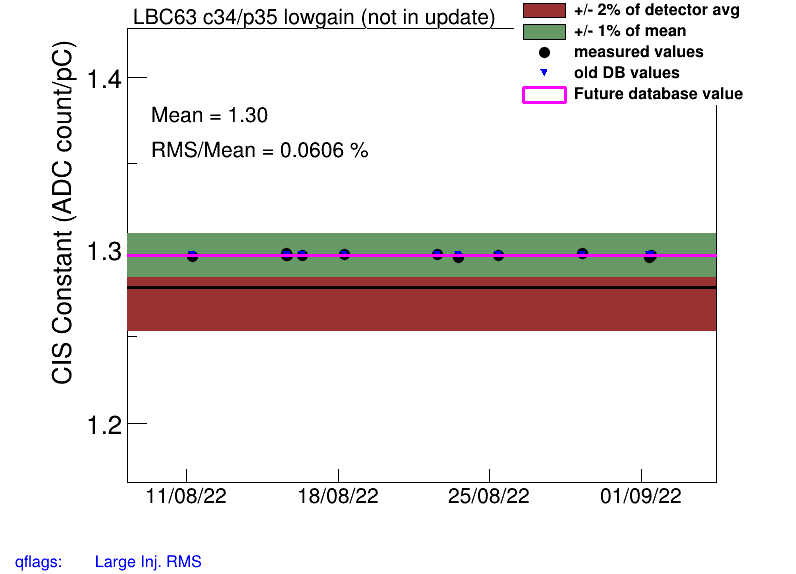 LBC63 c34/p35 lowgain (not in update)
+/- 2% of detector avg
+/- 1% of mean
measured values
old DB values
Future database value
Mean = 1.30
RMS/Mean = 0.0606 %
CIS Constant (ADC count/pC)
1.4
1.3
1.2
11/08/22 18/08/22 25/08/22 01/09/22
qflags: Large Inj. RMS